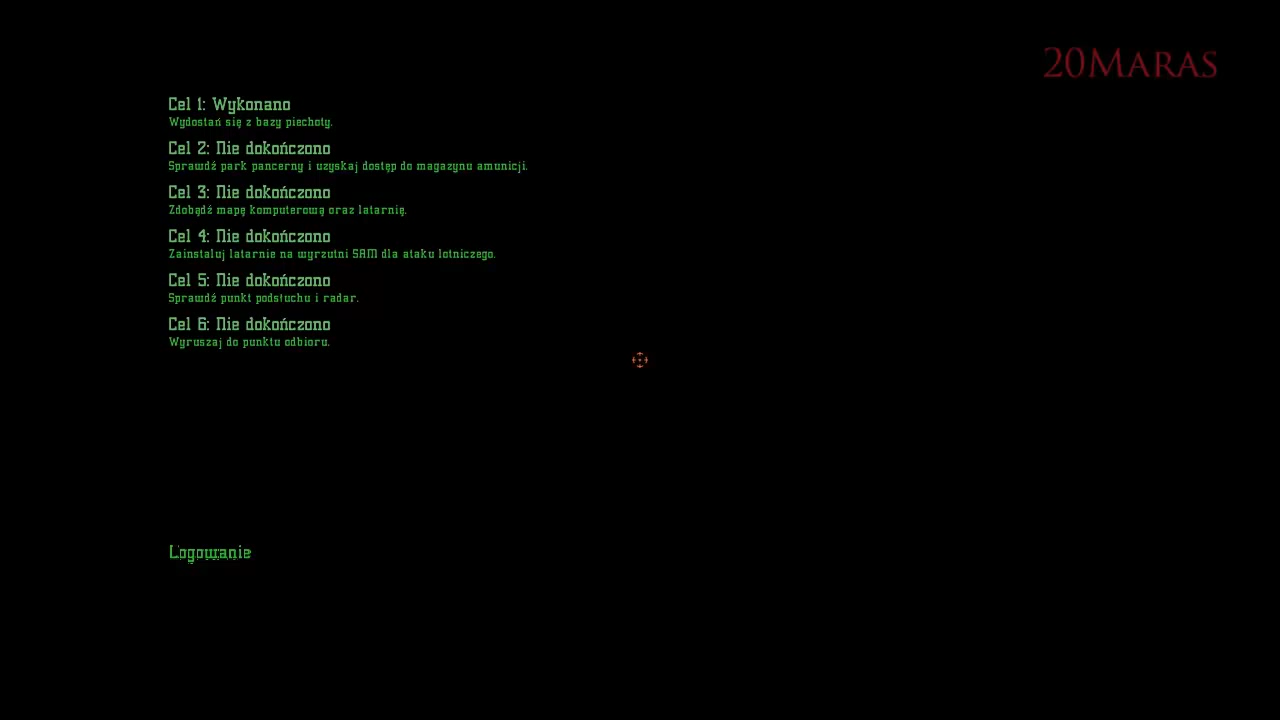 20Maras
Cel 1: Wykonano
Wydostań się z bazy piechoty.
Cel 2: Nie dokończono
Sprawdź park pancerny i uzyskaj dostęp do magazynu amunicji.
Cel 3: Nie dokończono
Zdobądź mapę komputerową oraz latarnię.
Cel 4: Nie dokończono
Zainstaluj latarnie na wyrzutni SAM dla ataku lotniczego.
Cel 5: Nie dokończono
Sprawdź punkt podsłuchu i radar.
Cel 6: Nie dokończono
Wyruszaj do punktu odbioru.
Logowanie